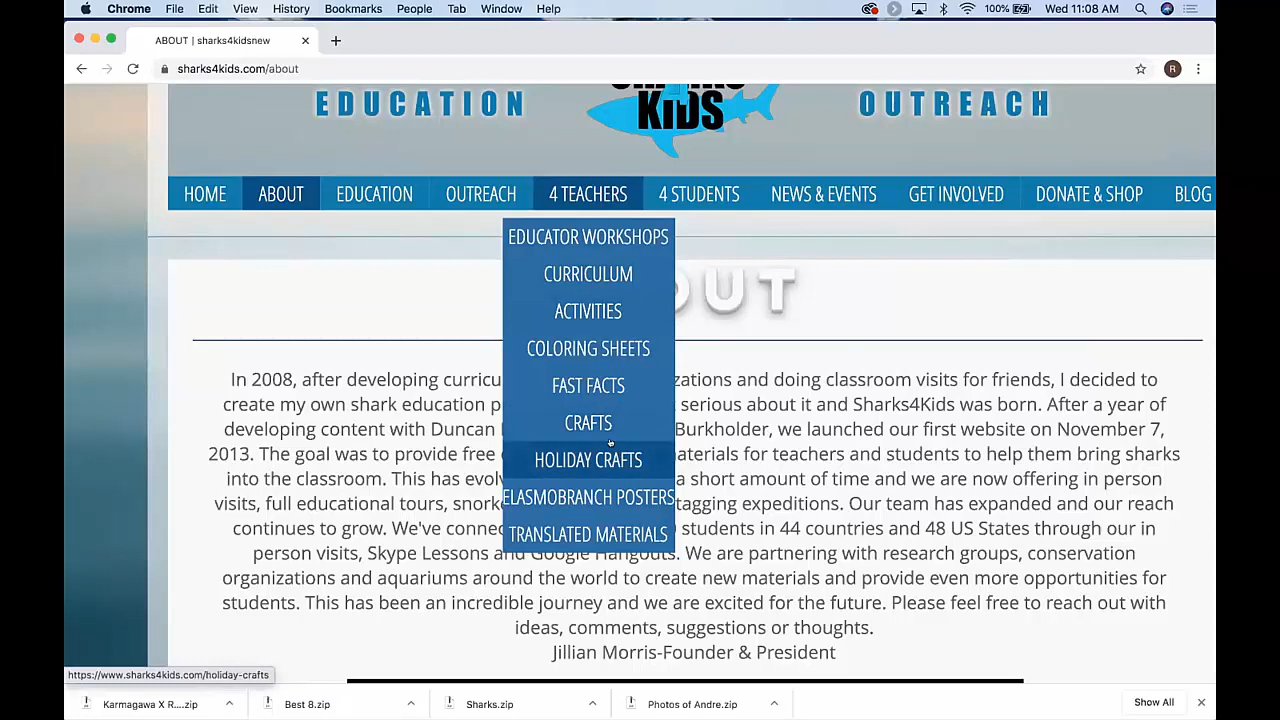 Chrome File Edit View History Bookmarks People Tab Window Help 100% Wed 11:08 AM
ABOUT | sharks4kidsnew
sharks4kids.com/about R
EDUCATION KIDS OUTREACH
HOME ABOUT EDUCATION OUTREACH 4 TEACHERS 4 STUDENTS NEWS & EVENTS GET INVOLVED DONATE & SHOP BLOG
EDUCATOR WORKSHOPS
CURRICULUM
OUT
ACTIVITIES
COLORING SHEETS
FAST FACTS
CRAFTS
HOLIDAY CRAFTS
ELASMOBRANCH POSTERS
TRANSLATED MATERIALS
In 2008, after developing curricu zations and doing classroom visits for friends, I decided to
create my own shark education p serious about it and Sharks4Kids was born. After a year of
developing content with Duncan Burkholder, we launched our first website on November 7,
2013. The goal was to provide free materials for teachers and students to help them bring sharks
into the classroom. This has evol a short amount of time and we are now offering in person
visits, full educational tours, snork tagging expeditions. Our team has expanded and our reach
continues to grow. We've connec students in 44 countries and 48 US States through our in
person visits, Skype Lessons and Google Hangouts. We are partnering with research groups, conservation
organizations and aquariums around the world to create new materials and provide even more opportunities for
students. This has been an incredible journey and we are excited for the future. Please feel free to reach out with
ideas, comments, suggestions or thoughts.
Jillian Morris-Founder & President
https://www.sharks4kids.com/holiday-crafts
Karmagawa X R....zip Best 8.zip Sharks.zip Photos of Andre.zip Show All